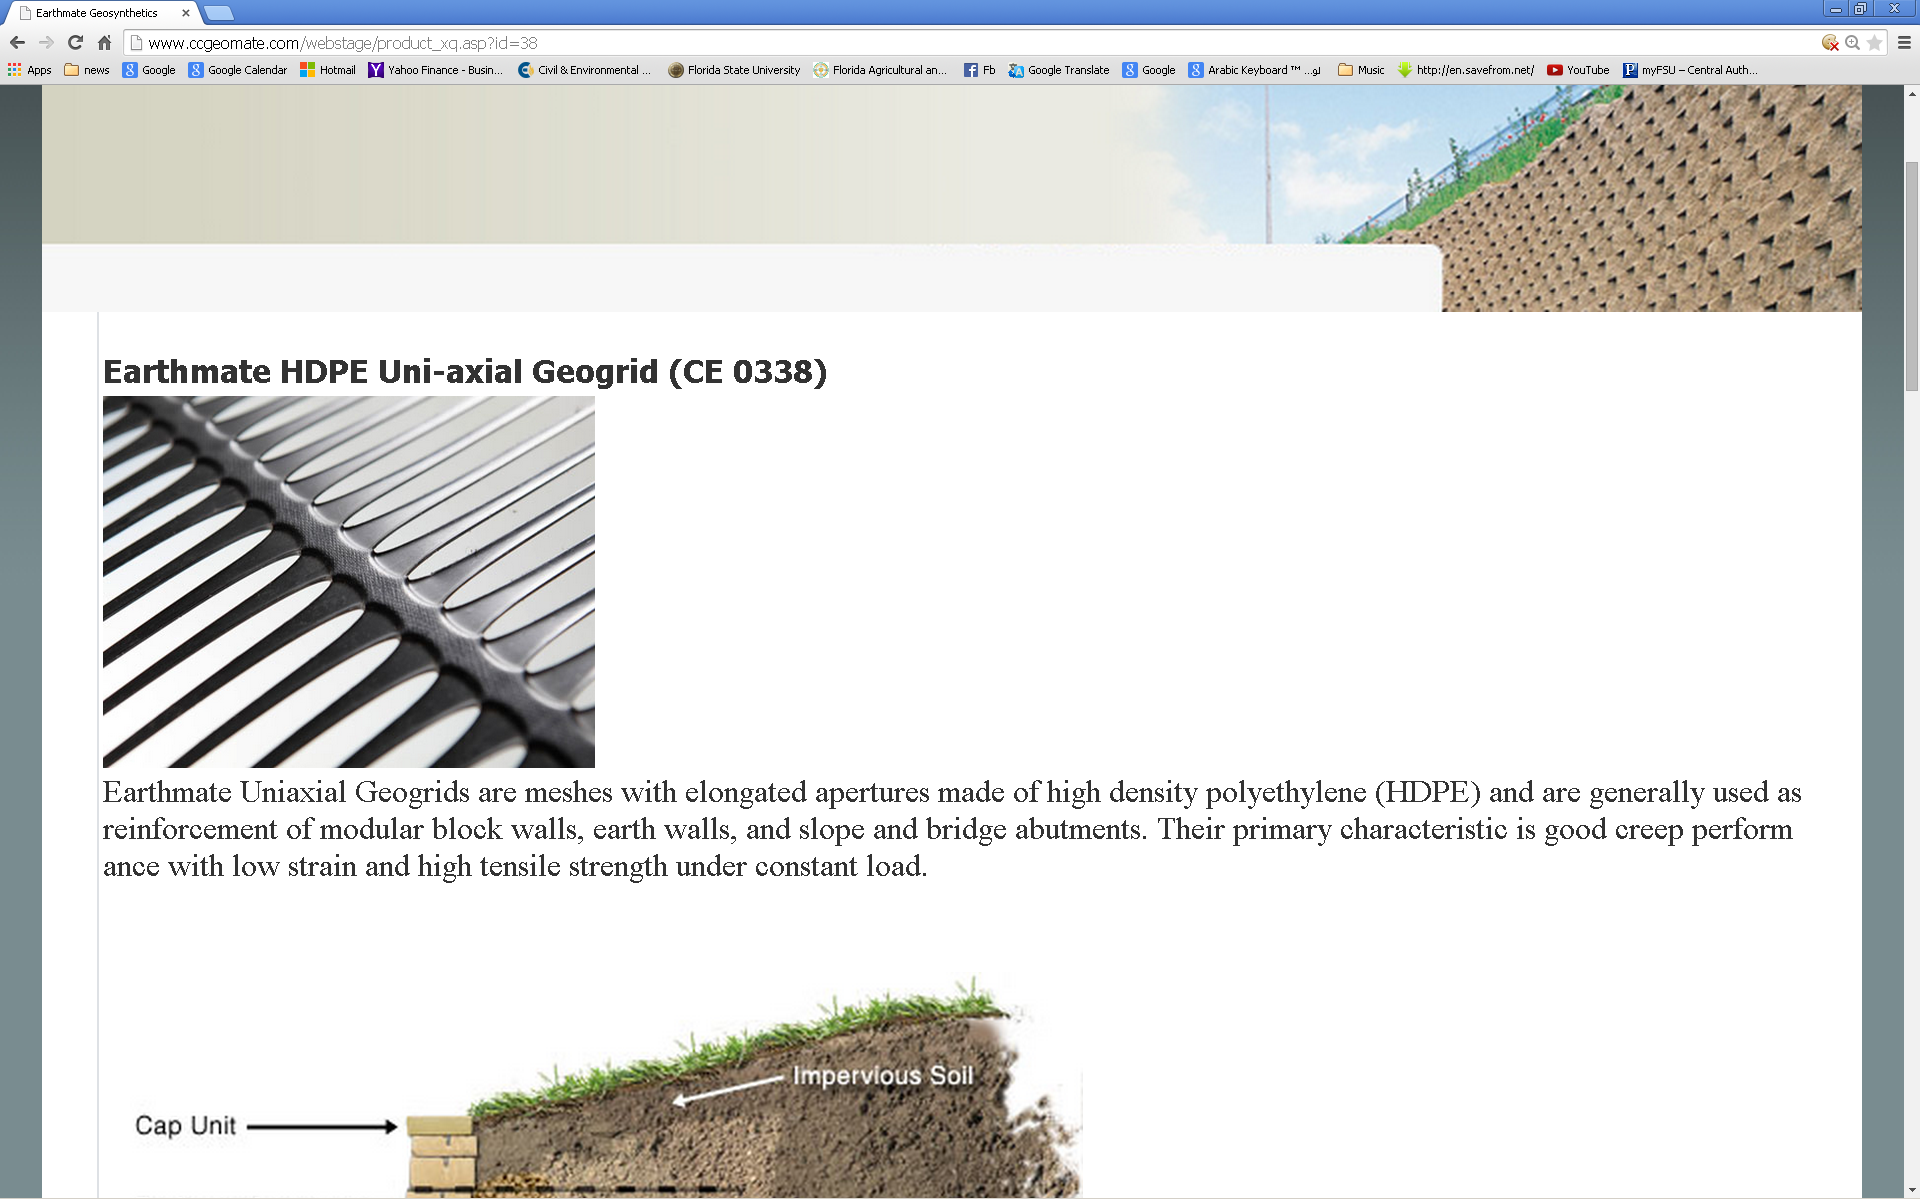 Earthmate Geosynthetics
www.ccgeomate.com/webstage/product_xq.asp?id=38
Apps news Google Google Calendar Hotmail Yahoo Finance - Busin... Civil & Environmental ... Florida State University Florida Agricultural an... Fb Google Translate Google Arabic Keyboard ™ ...لو Music http://en.savefrom.net/ YouTube myFSU – Central Auth...
Earthmate HDPE Uni-axial Geogrid (CE 0338)
Earthmate Uniaxial Geogrids are meshes with elongated apertures made of high density polyethylene (HDPE) and are generally used as
reinforcement of modular block walls, earth walls, and slope and bridge abutments. Their primary characteristic is good creep perform
ance with low strain and high tensile strength under constant load.
Impervious Soil
Cap Unit